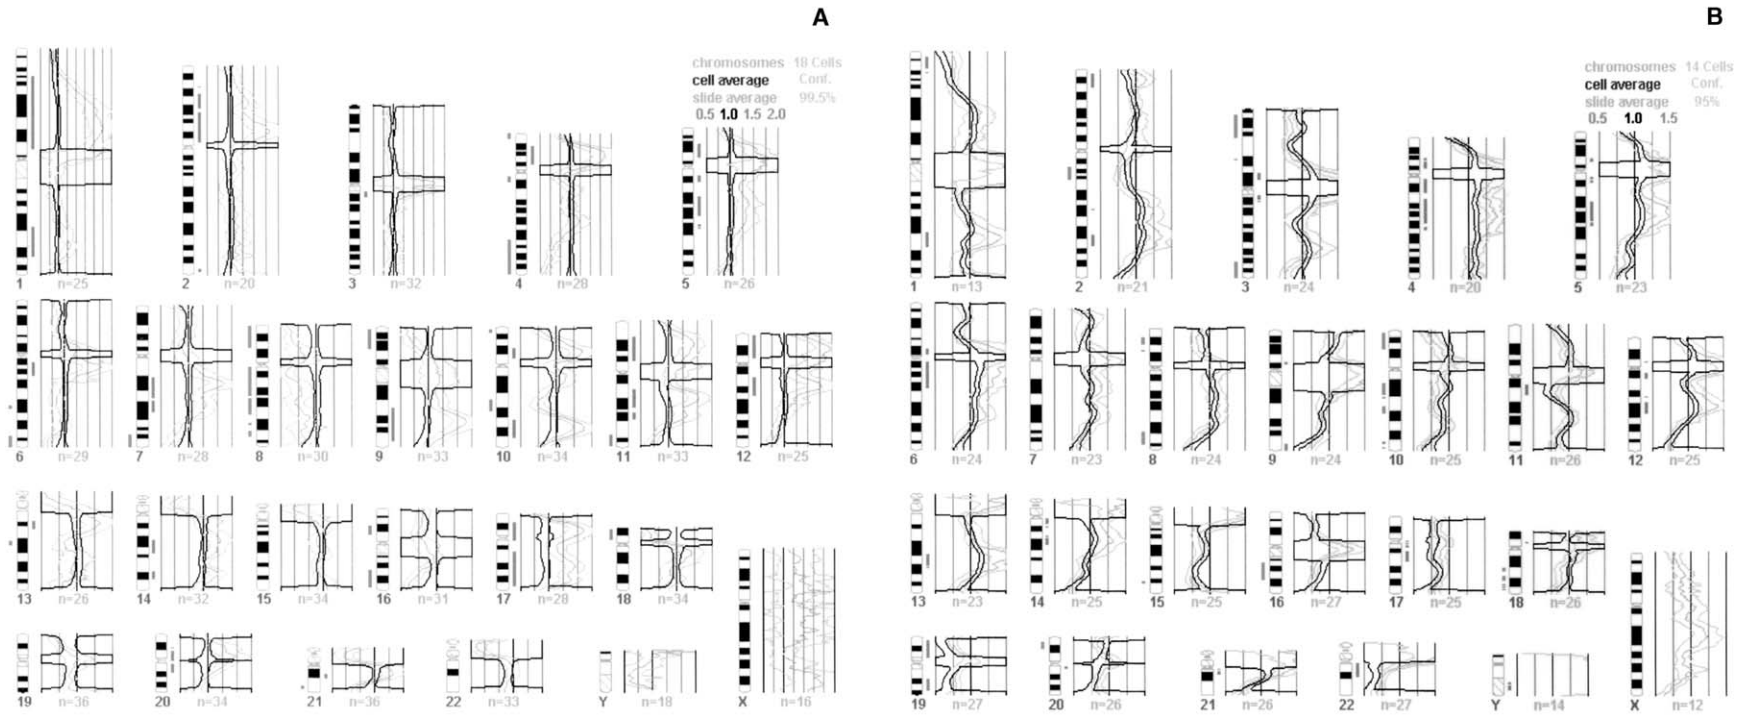 A
chromosomes 18 Cells
cell average Conf.
slide average 99.5%
0.5 1.0 1.5 2.0
1 n=25
2 n=20
3 n=32
4 n=28
5 n=26
6 n=29
7 n=28
8 n=30
9 n=33
10 n=34
11 n=33
12 n=25
13 n=26
14 n=32
15 n=34
16 n=31
17 n=28
18 n=34
19 n=36
20 n=34
21 n=36
22 n=33
Y n=18
X n=16
B
chromosomes 14 Cells
cell average Conf.
slide average 95%
0.5 1.0 1.5
1 n=13
2 n=21
3 n=24
4 n=20
5 n=23
6 n=24
7 n=23
8 n=24
9 n=24
10 n=25
11 n=26
12 n=25
13 n=23
14 n=25
15 n=25
16 n=27
17 n=25
18 n=26
19 n=27
20 n=26
21 n=26
22 n=27
Y n=14
X n=12